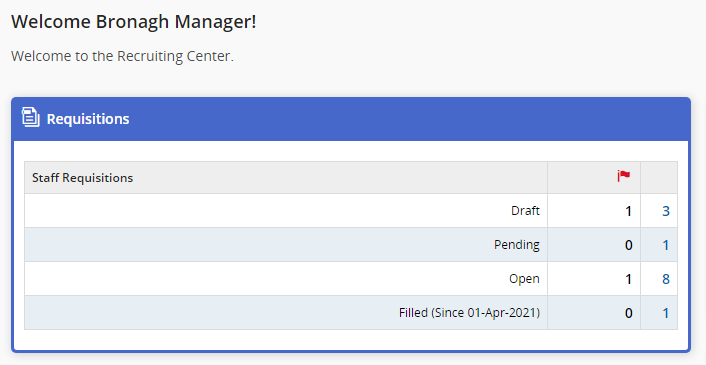 Welcome Bronagh Manager!
Welcome to the Recruiting Center.
Requisitions
Staff Requisitions
Draft 1 3
Pending 0 1
Open 1 8
Filled (Since 01-Apr-2021) 0 1